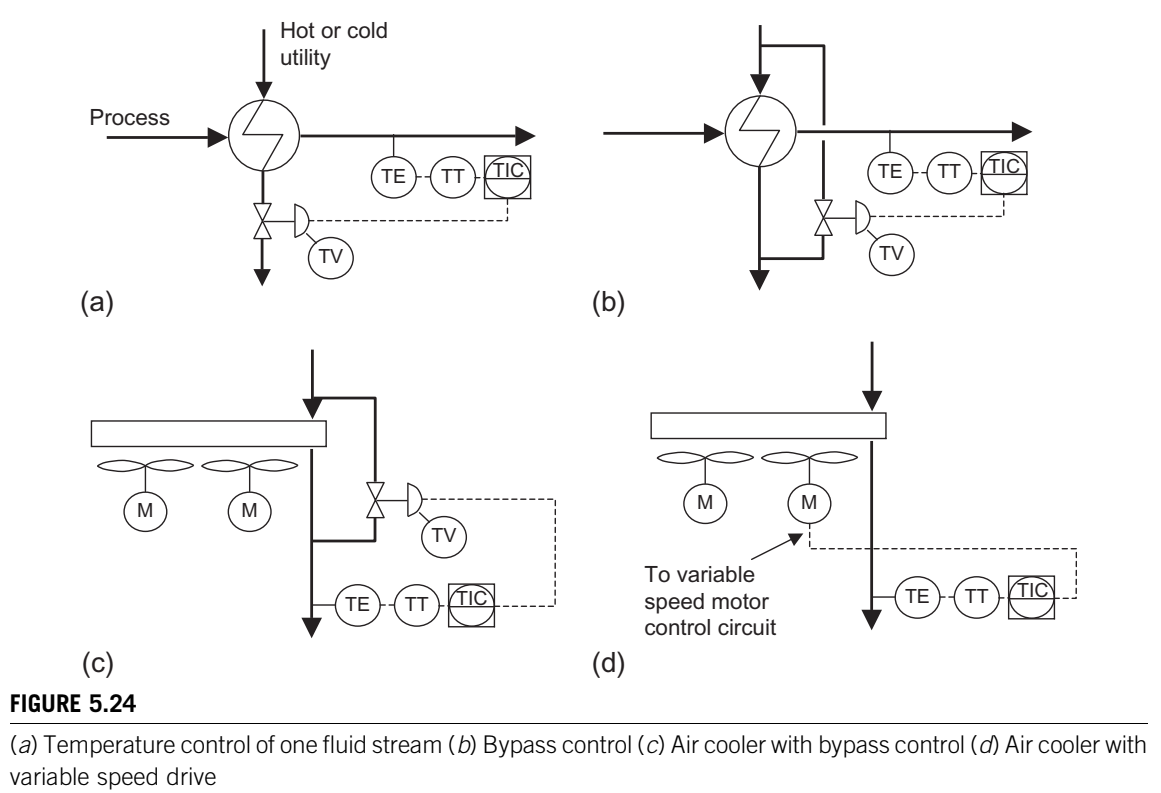 Hot or cold
utility
Process
TE
TT
TIC
TV
(a)
TE
TT
TIC
TV
(b)
M
M
TV
TE
TT
TIC
(c)
M
M
To variable
speed motor
control circuit
TE
TT
TIC
(d)
FIGURE 5.24
(a) Temperature control of one fluid stream (b) Bypass control (c) Air cooler with bypass control (d) Air cooler with
variable speed drive